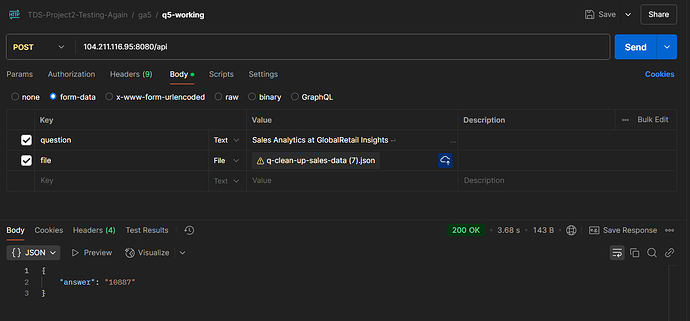 HTTP TDS-Project2-Testing-Again / ga5 / q5-working Save Share
POST 104.211.116.95:8080/api Send
Params Authorization Headers (9) Body Scripts Settings Cookies
none form-data x-www-form-urlencoded raw binary GraphQL
Key Value Description ••• Bulk Edit
question Text Sales Analytics at GlobalRetail Insights ↵ ...
file File q-clean-up-sales-data (7).json
Key Text Value Description
Body Cookies Headers (4) Test Results 200 OK • 3.68 s • 143 B • Save Response •••
{} JSON Preview Visualize
1 {
2 "answer": "10887"
3 }